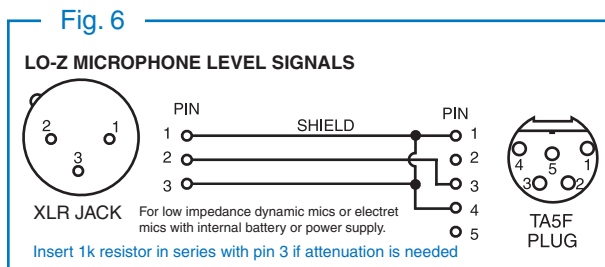 Fig. 6
LO-Z MICROPHONE LEVEL SIGNALS
PIN
PIN
SHIELD
1
2
3
1
2
3
4
5
2
1
3
4
5
1
3
2
XLR JACK
For low impedance dynamic mics or electret
mics with internal battery or power supply.
TA5F
PLUG
Insert 1k resistor in series with pin 3 if attenuation is needed